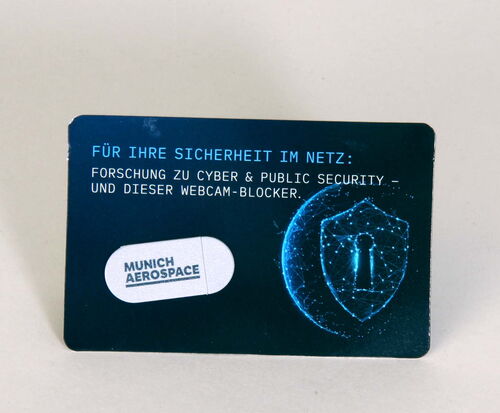 FÜR IHRE SICHERHEIT IM NETZ:
FORSCHUNG ZU CYBER & PUBLIC SECURITY –
UND DIESER WEBCAM-BLOCKER.
MUNICH
AEROSPACE